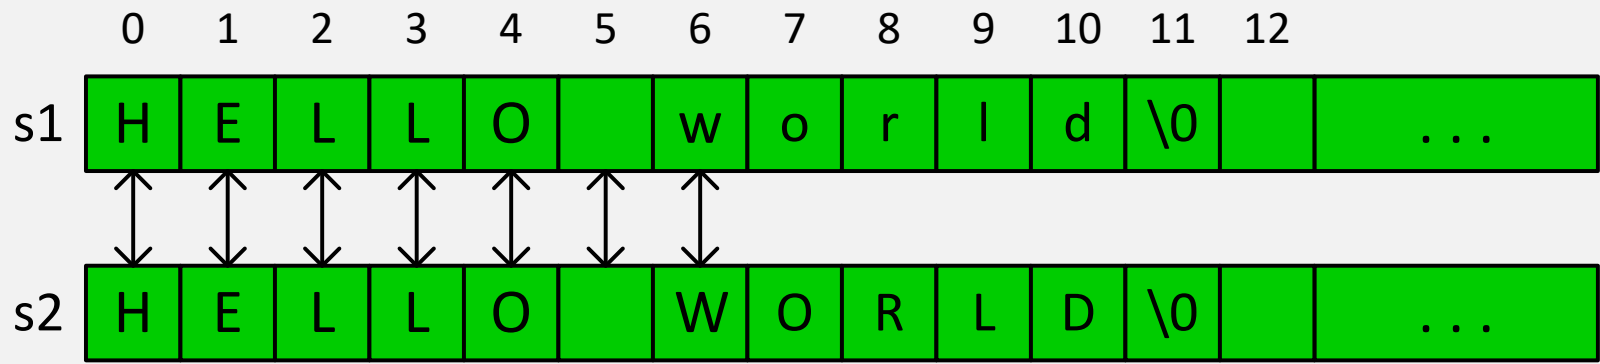 0 1 2 3 4 5 6 7 8 9 10 11 12
s1 H E L L O w o r l d \0 . . .
s2 H E L L O W O R L D \0 . . .